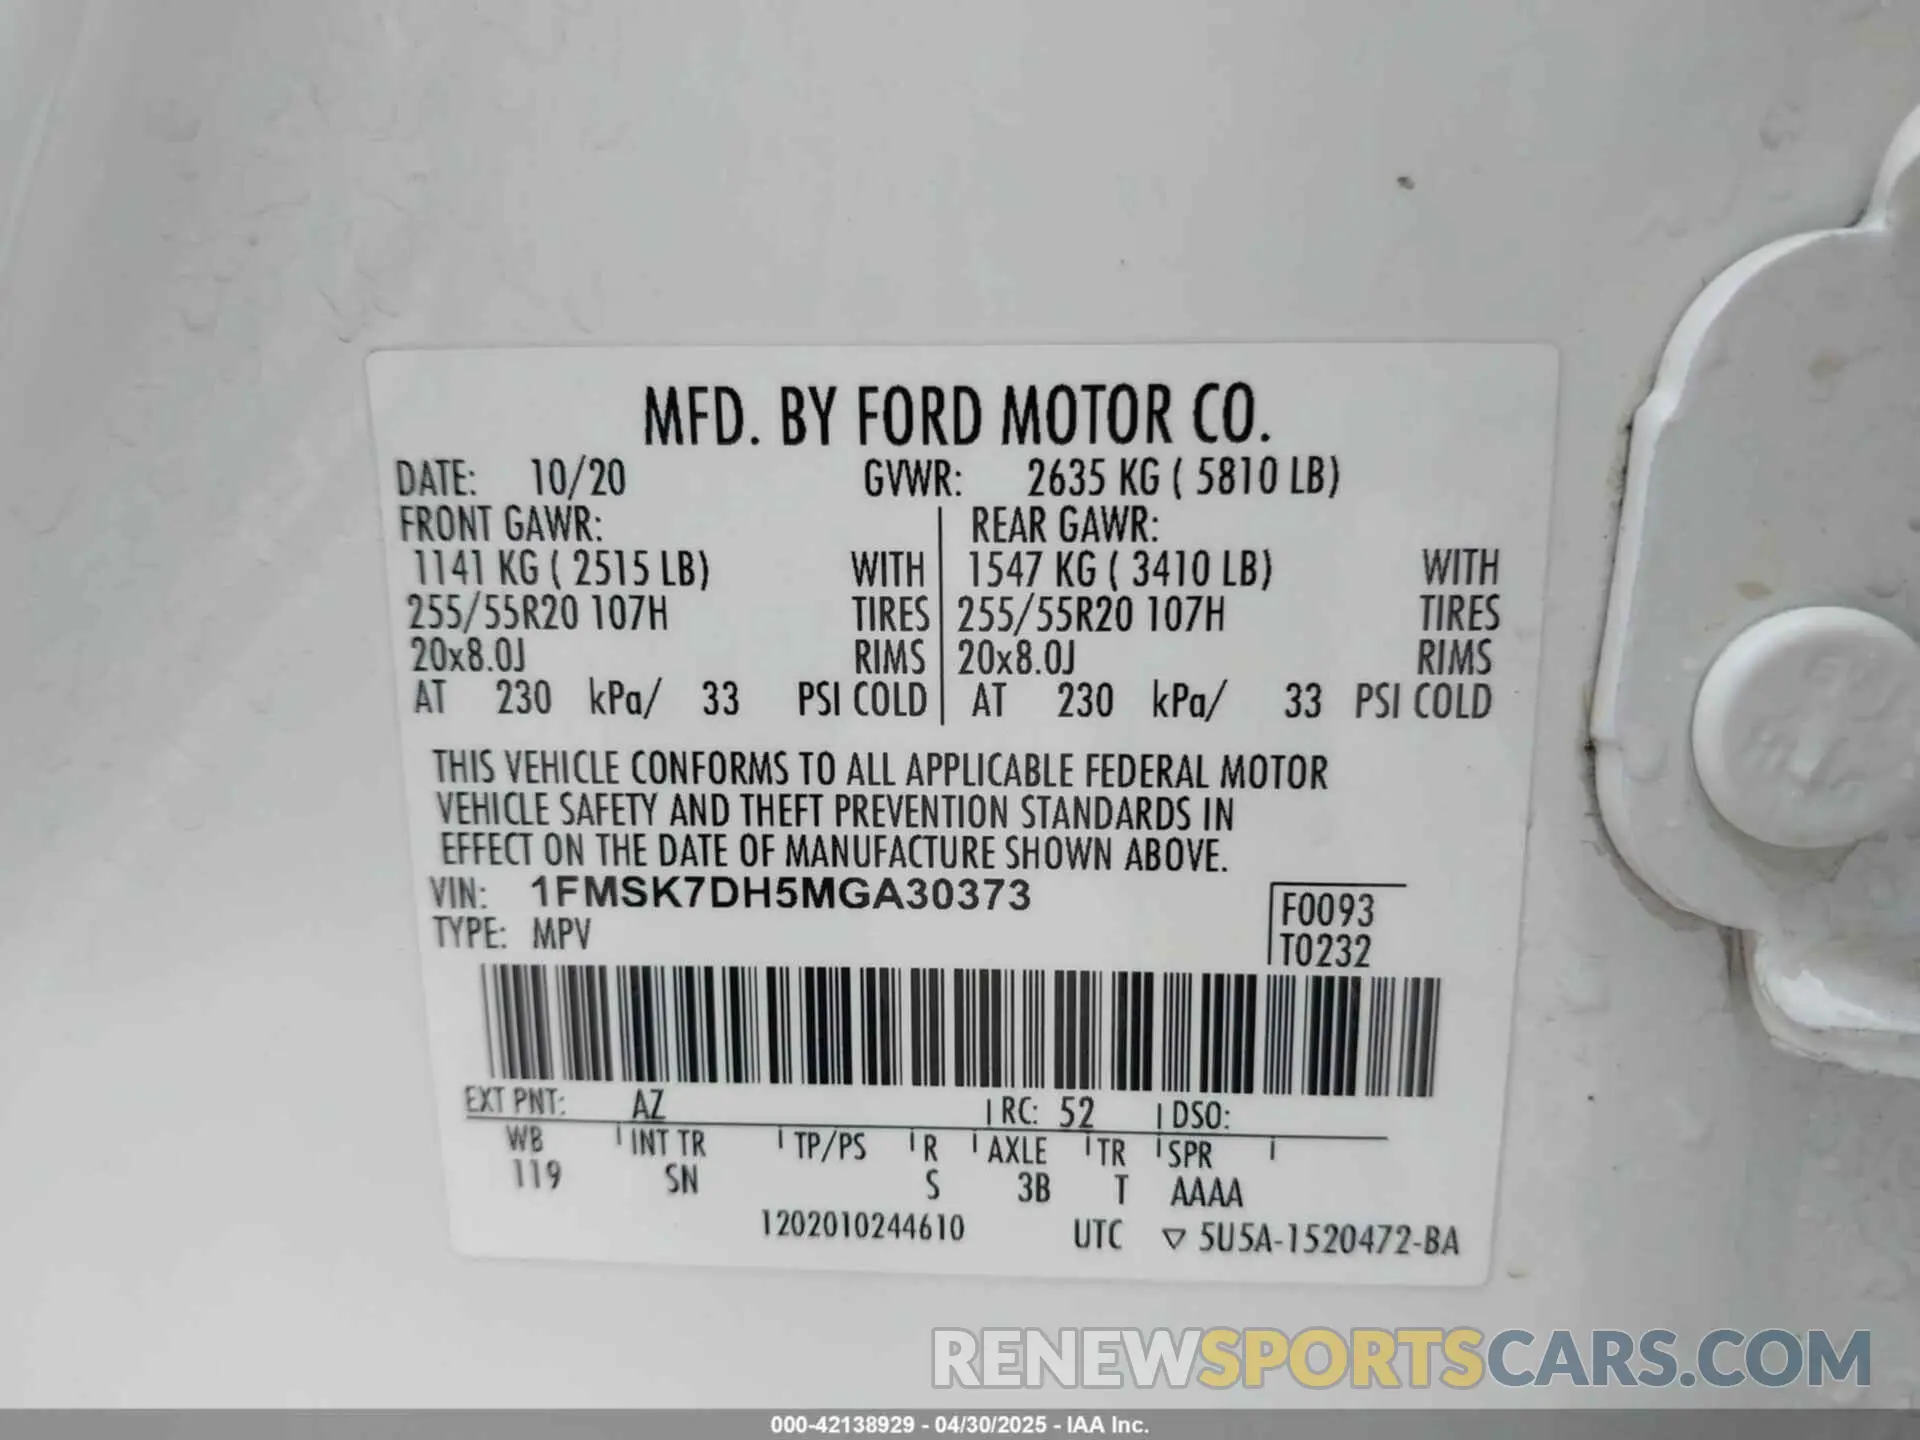 MFD. BY FORD MOTOR CO.
DATE: 10/20 GVWR: 2635 KG ( 5810 LB)
FRONT GAWR: REAR GAWR:
1141 KG ( 2515 LB) WITH 1547 KG ( 3410 LB) WITH
255/55R20 107H TIRES 255/55R20 107H TIRES
20x8.0J RIMS 20x8.0J RIMS
AT 230 kPa/ 33 PSI COLD AT 230 kPa/ 33 PSI COLD
THIS VEHICLE CONFORMS TO ALL APPLICABLE FEDERAL MOTOR
VEHICLE SAFETY AND THEFT PREVENTION STANDARDS IN
EFFECT ON THE DATE OF MANUFACTURE SHOWN ABOVE.
VIN: 1FMSK7DH5MGA30373 F0093
TYPE: MPV T0232
EXT PNT: AZ RC: 52 DSO:
WB INT TR TP/PS R AXLE TR SPR
119 SN S 3B T AAAA
1202010244610 UTC ▽ 5U5A-1520472-BA
RENEWSPORTSCARS.COM
000-42138929 - 04/30/2025 - IAA Inc.